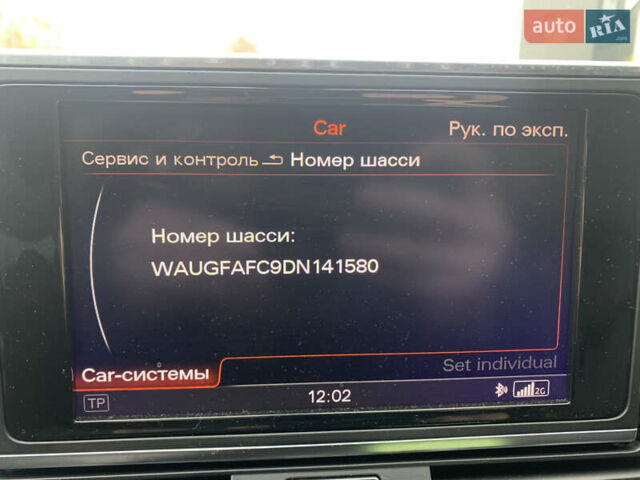 auto RIA.com
Car
Рук. по эксп.
Сервис и контроль Номер шасси
Номер шасси:
WAUGFAFC9DN141580
Set individual
Car-системы
TP
12:02
2G